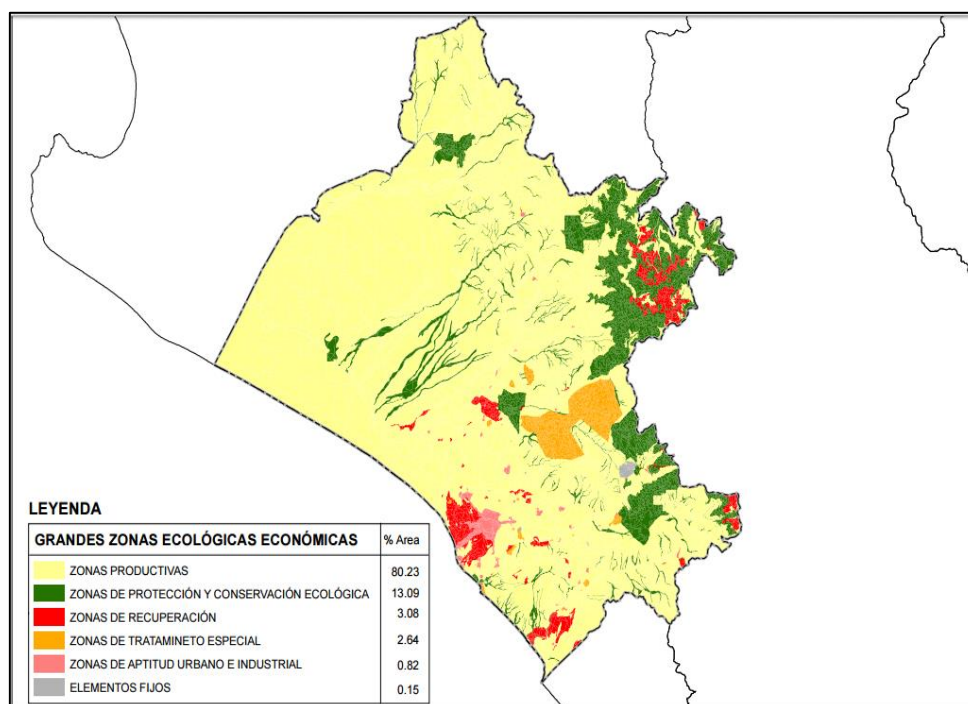 LEYENDA
GRANDES ZONAS ECOLÓGICAS ECONÓMICAS % Area
ZONAS PRODUCTIVAS 80.23
ZONAS DE PROTECCIÓN Y CONSERVACIÓN ECOLÓGICA 13.09
ZONAS DE RECUPERACIÓN 3.08
ZONAS DE TRATAMINETO ESPECIAL 2.64
ZONAS DE APTITUD URBANO E INDUSTRIAL 0.82
ELEMENTOS FIJOS 0.15